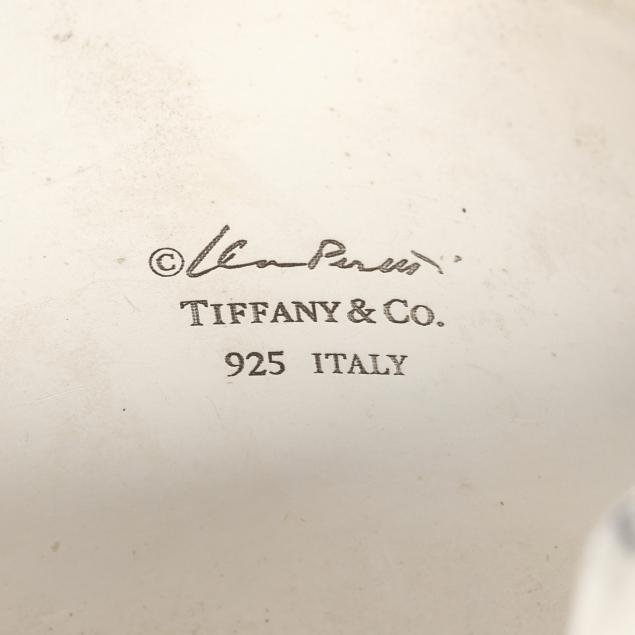 © Elsa Peretti
TIFFANY & CO.
925 ITALY